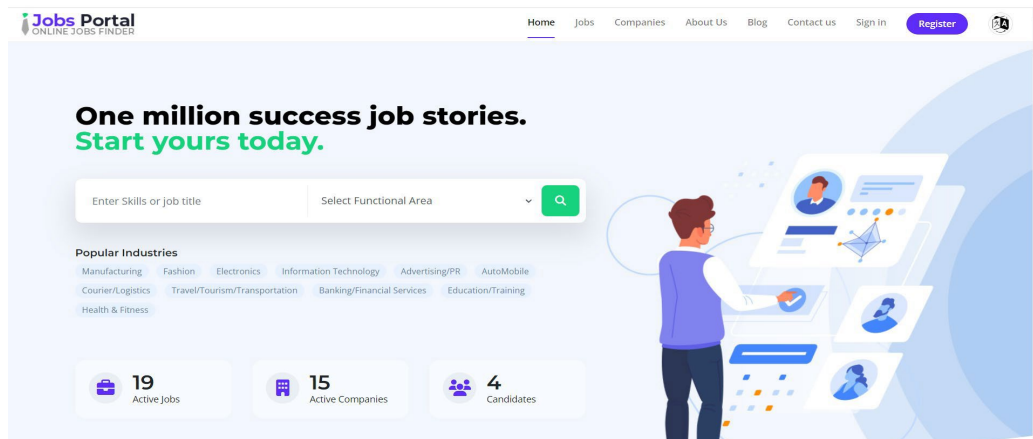 Jobs Portal
ONLINE JOBS FINDER
Home Jobs Companies About Us Blog Contact us Sign in Register
One million success job stories.
Start yours today.
Enter Skills or job title Select Functional Area
Popular Industries
Manufacturing Fashion Electronics Information Technology Advertising/PR AutoMobile
Courier/Logistics Travel/Tourism/Transportation Banking/Financial Services Education/Training
Health & Fitness
19 15 4
Active Jobs Active Companies Candidates